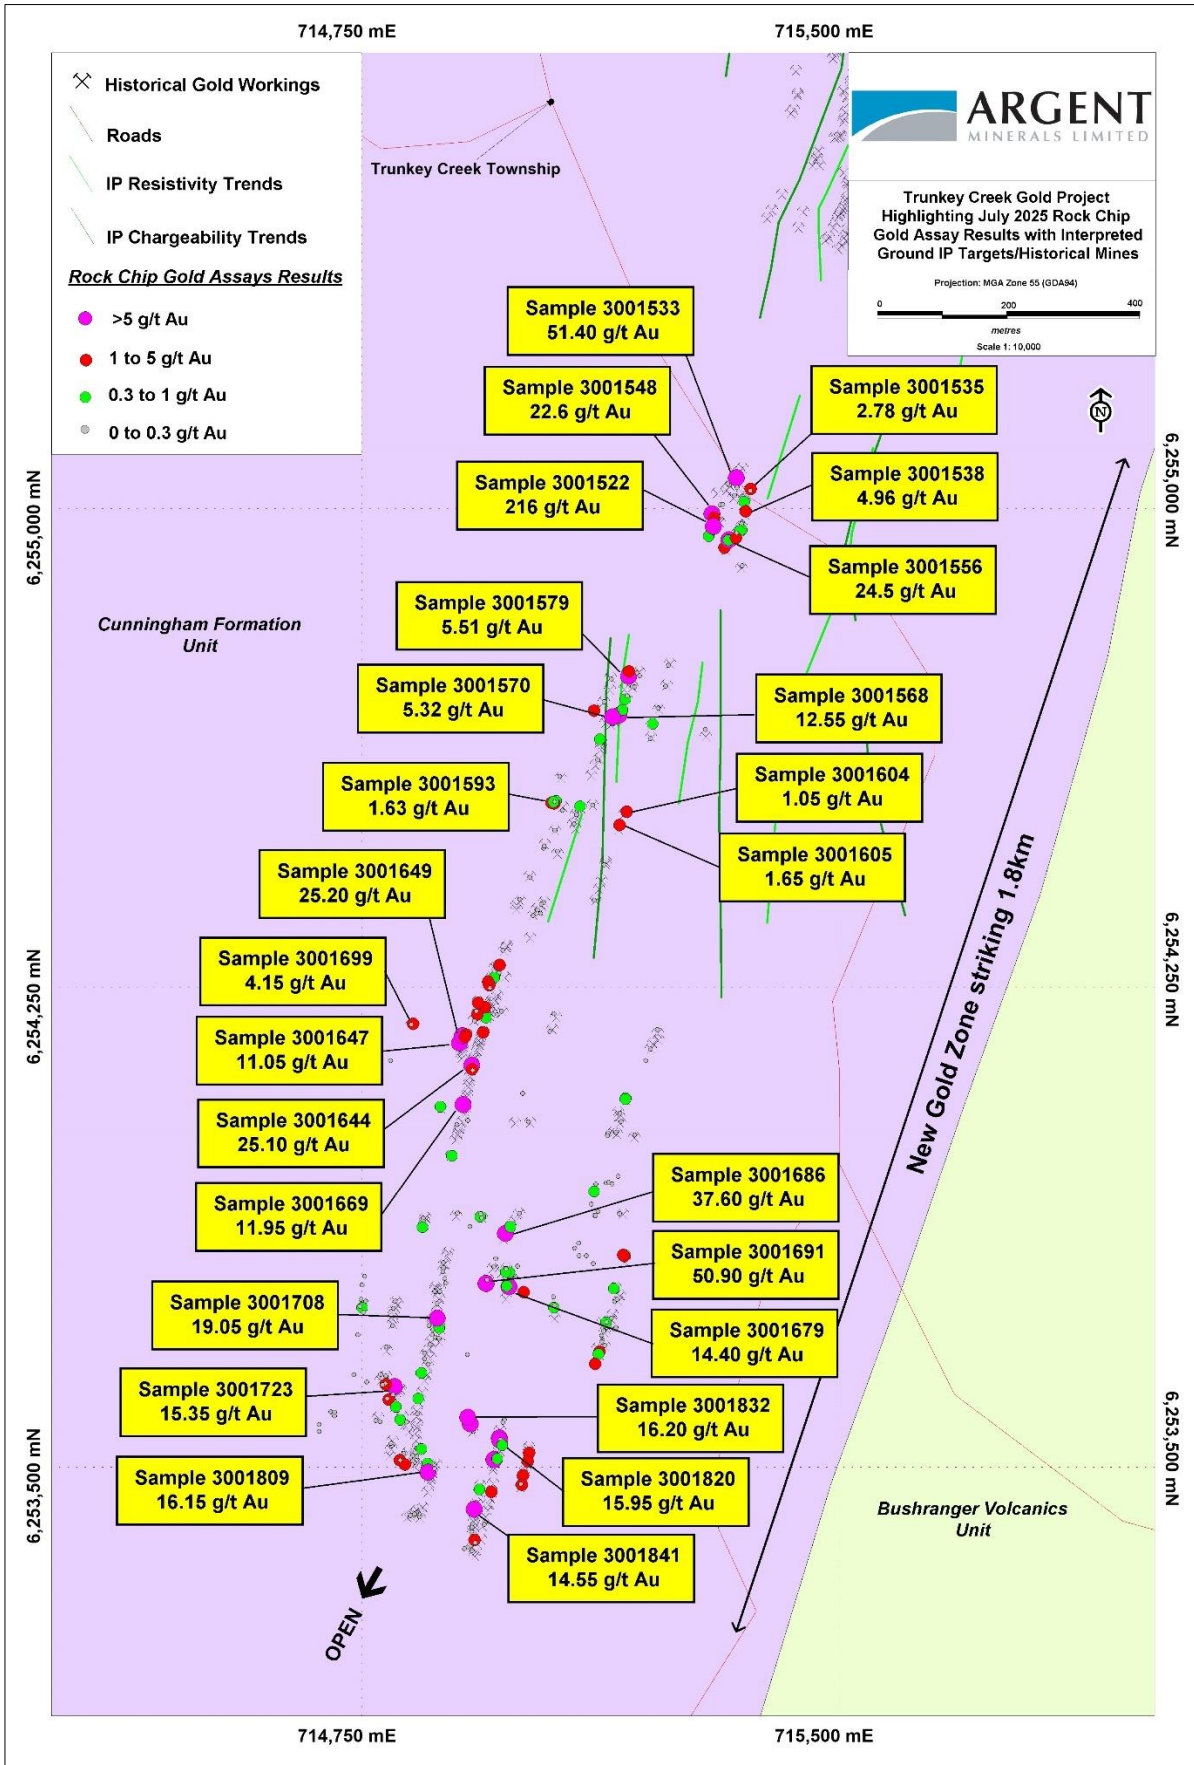 714,750 mE
715,500 mE
Historical Gold Workings
Roads
IP Resistivity Trends
IP Chargeability Trends
Rock Chip Gold Assays Results
>5 g/t Au
1 to 5 g/t Au
0.3 to 1 g/t Au
0 to 0.3 g/t Au
Trunkey Creek Township
ARGENT
MINERALS LIMITED
Trunkey Creek Gold Project
Highlighting July 2025 Rock Chip
Gold Assay Results with Interpreted
Ground IP Targets/Historical Mines
Projection: MGA Zone 55 (GDA94)
0
200
400
metres
Scale 1: 10,000
N
Sample 3001533
51.40 g/t Au
Sample 3001548
22.6 g/t Au
Sample 3001535
2.78 g/t Au
Sample 3001522
216 g/t Au
Sample 3001538
4.96 g/t Au
6,255,000 mN
6,255,000 mN
Sample 3001556
24.5 g/t Au
Cunningham Formation
Unit
Sample 3001579
5.51 g/t Au
Sample 3001570
5.32 g/t Au
Sample 3001568
12.55 g/t Au
Sample 3001593
1.63 g/t Au
Sample 3001604
1.05 g/t Au
Sample 3001605
1.65 g/t Au
Sample 3001649
25.20 g/t Au
New Gold Zone striking 1.8km
Sample 3001699
4.15 g/t Au
6,254,250 mN
6,254,250 mN
Sample 3001647
11.05 g/t Au
Sample 3001644
25.10 g/t Au
Sample 3001669
11.95 g/t Au
Sample 3001686
37.60 g/t Au
Sample 3001691
50.90 g/t Au
Sample 3001708
19.05 g/t Au
Sample 3001679
14.40 g/t Au
Sample 3001723
15.35 g/t Au
Sample 3001832
16.20 g/t Au
Sample 3001809
16.15 g/t Au
Sample 3001820
15.95 g/t Au
6,253,500 mN
6,253,500 mN
Bushranger Volcanics
Unit
Sample 3001841
14.55 g/t Au
OPEN
714,750 mE
715,500 mE